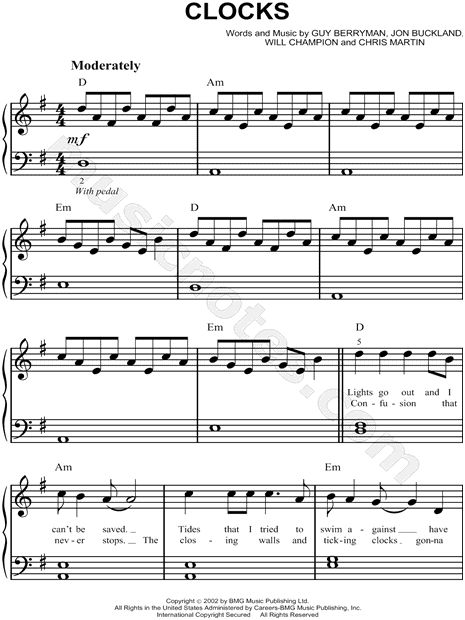 CLOCKS
Words and Music by GUY BERRYMAN, JON BUCKLAND,
WILL CHAMPION and CHRIS MARTIN
Moderately
D Am
mf
2
With pedal
musicnotes.com
Em D Am
Em D
5
Lights go out and I
Con - fu - sion that
Am Em
can't be saved. Tides that I tried to swim a - gainst have
nev - er stops. The clos - ing walls and tick - ing clocks gon - na
Copyright © 2002 by BMG Music Publishing Ltd.
All Rights in the United States Administered by Careers-BMG Music Publishing, Inc.
International Copyright Secured All Rights Reserved